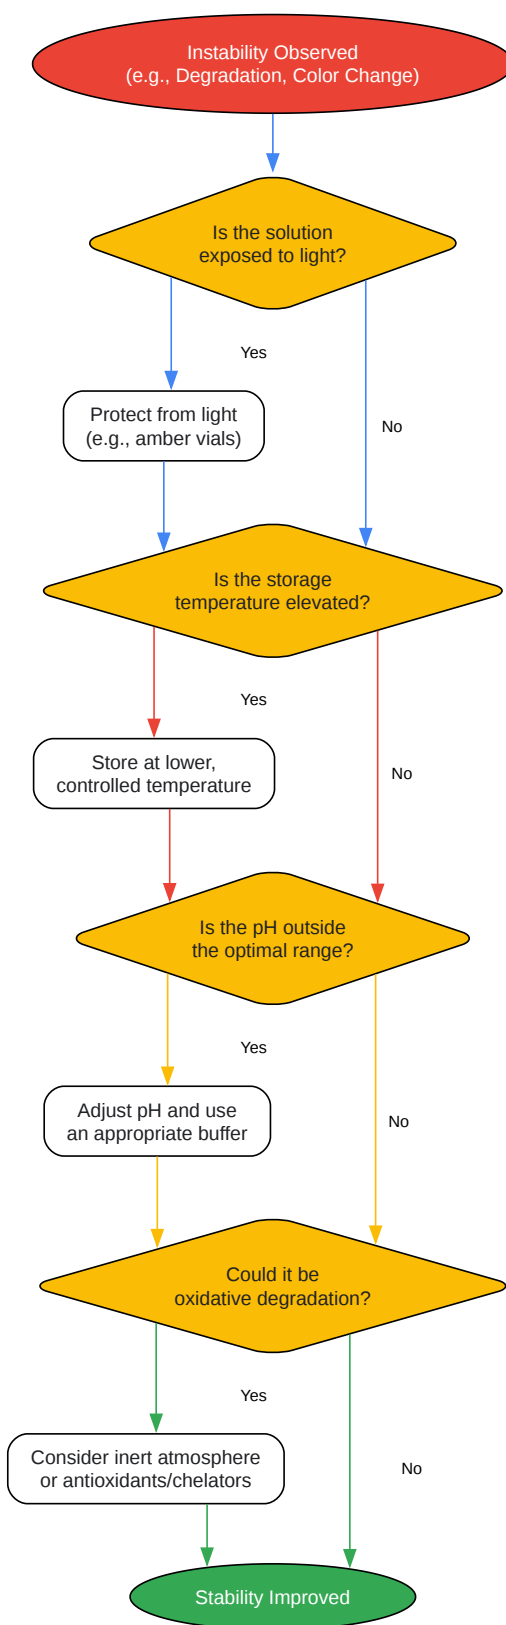 Instability Observed
(e.g., Degradation, Color Change)
Is the solution
exposed to light?
Yes
Protect from light
(e.g., amber vials)
No
Is the storage
temperature elevated?
Yes
Store at lower,
controlled temperature
No
Is the pH outside
the optimal range?
Yes
Adjust pH and use
an appropriate buffer
No
Could it be
oxidative degradation?
Yes
Consider inert atmosphere
or antioxidants/chelators
No
Stability Improved